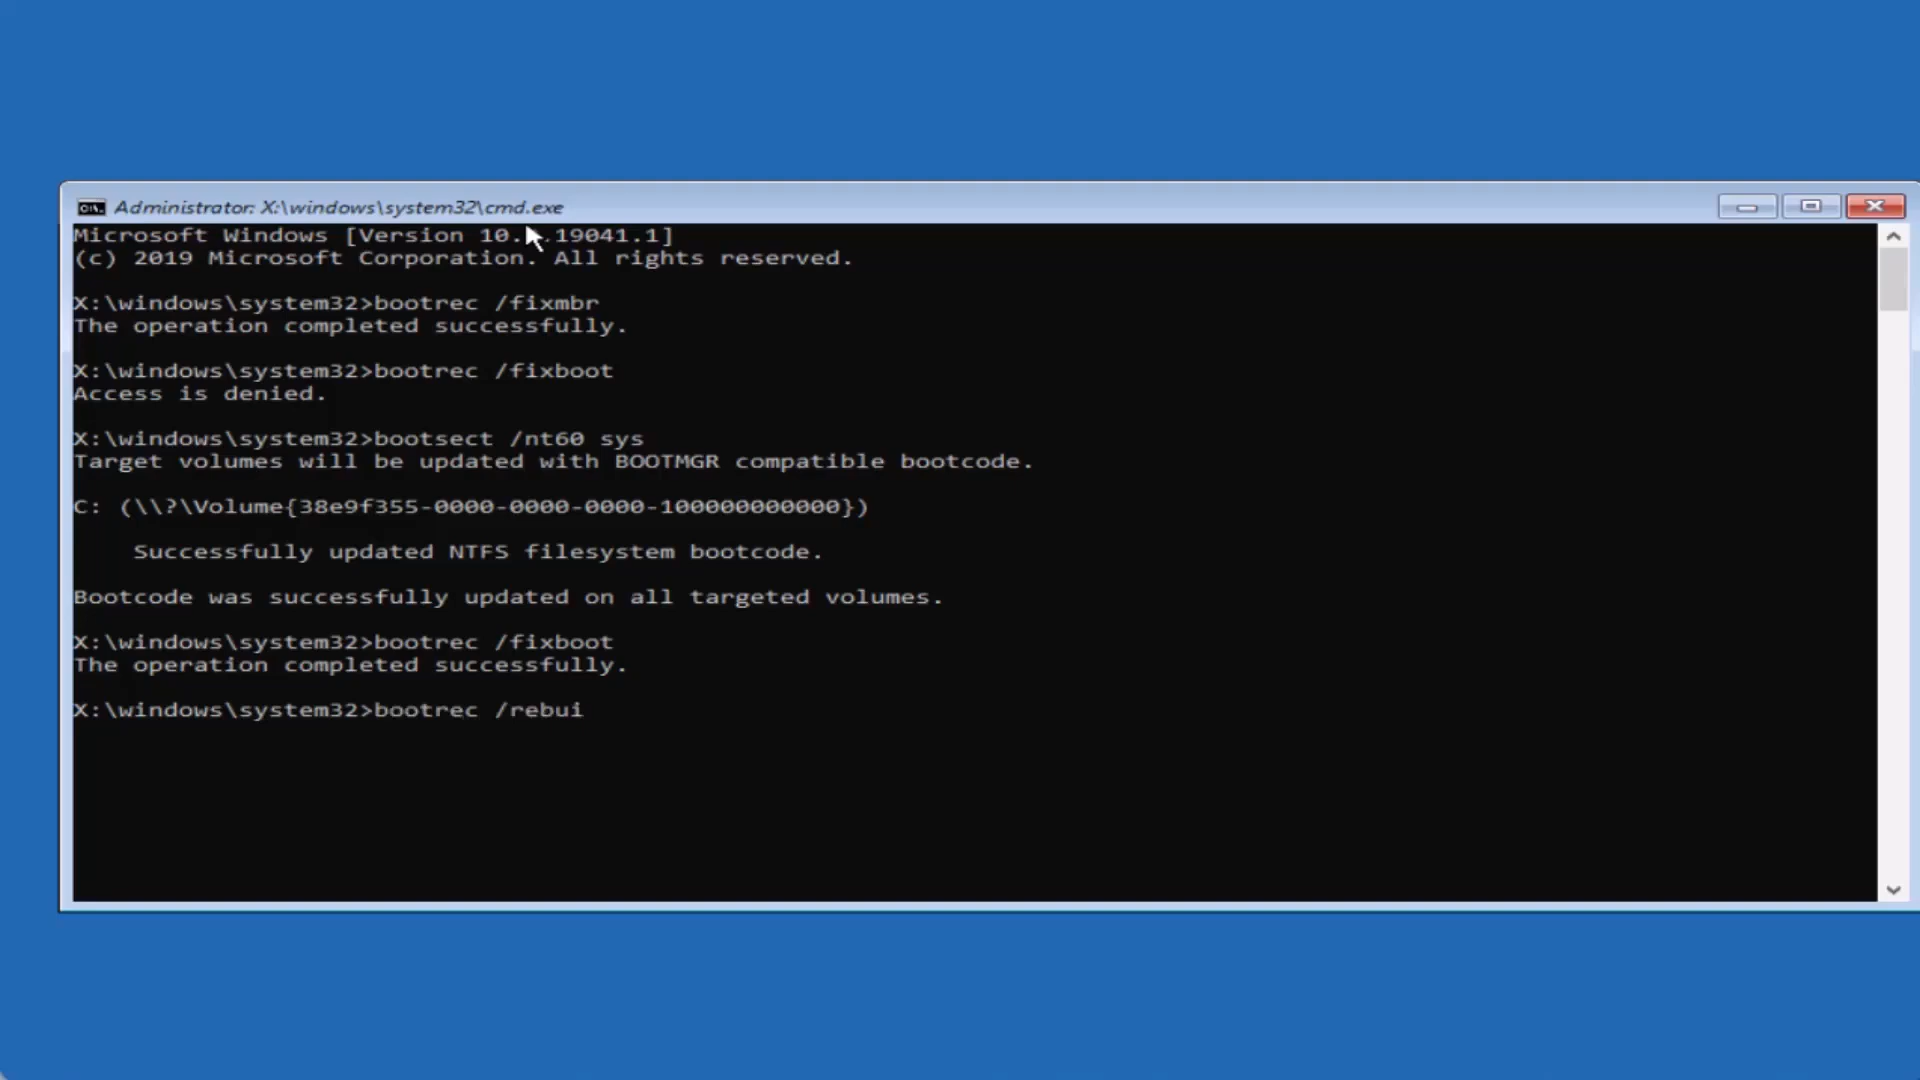 Administrator: X:\windows\system32\cmd.exe
Microsoft Windows [Version 10. .19041.1]
(c) 2019 Microsoft Corporation. All rights reserved.
X:\windows\system32>bootrec /fixmbr
The operation completed successfully.
X:\windows\system32>bootrec /fixboot
Access is denied.
X:\windows\system32>bootsect /nt60 sys
Target volumes will be updated with BOOTMGR compatible bootcode.
C: (\\?\Volume{38e9f355-0000-0000-0000-100000000000})
Successfully updated NTFS filesystem bootcode.
Bootcode was successfully updated on all targeted volumes.
X:\windows\system32>bootrec /fixboot
The operation completed successfully.
X:\windows\system32>bootrec /rebui